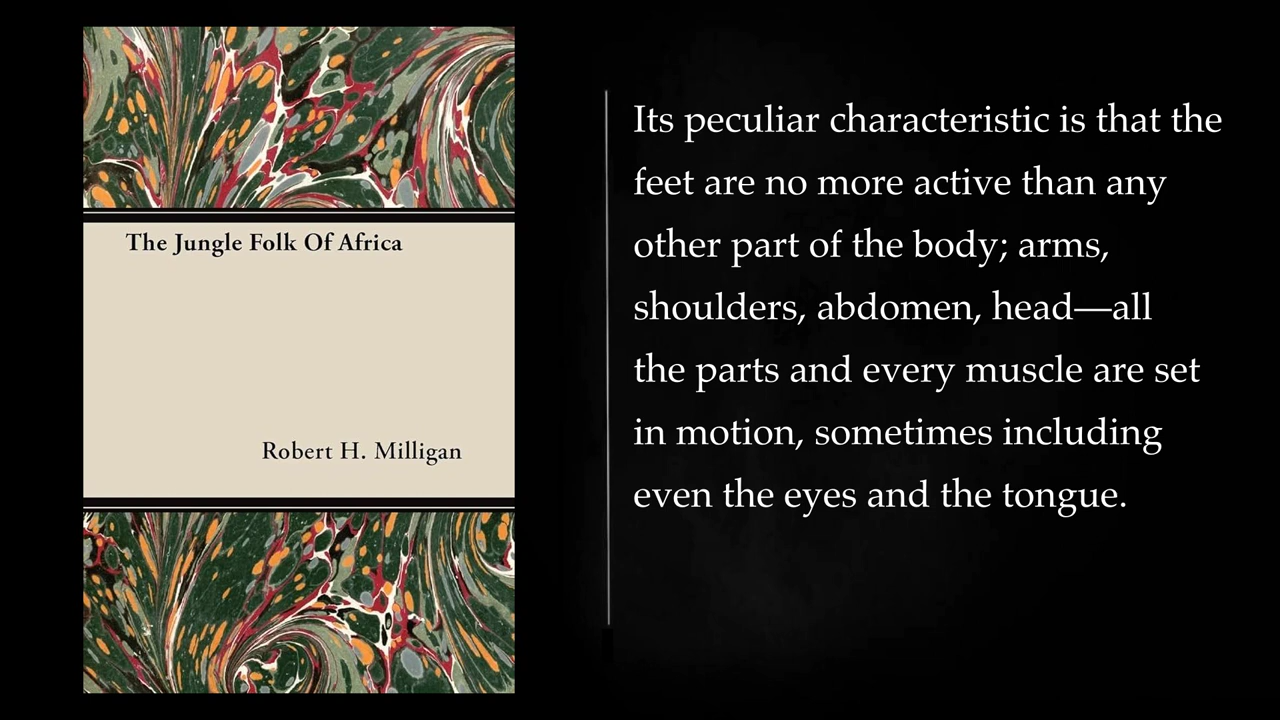 The Jungle Folk Of Africa
Robert H. Milligan
Its peculiar characteristic is that the
feet are no more active than any
other part of the body; arms,
shoulders, abdomen, head—all
the parts and every muscle are set
in motion, sometimes including
even the eyes and the tongue.